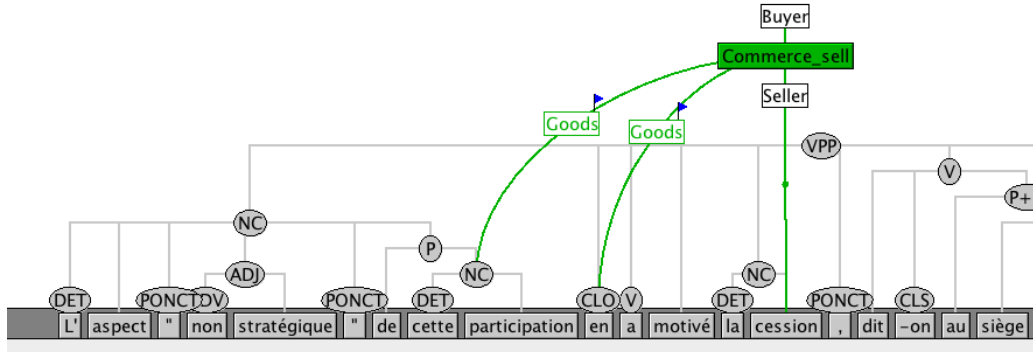 Buyer
Commerce_sell
Seller
Goods
Goods
VPP
V
P+
NC
P
ADJ
NC
NC
DET PONCT DV PONCT DET CLO V DET PONCT CLS
L' aspect " non stratégique " de cette participation en a motivé la cession , dit -on au siège